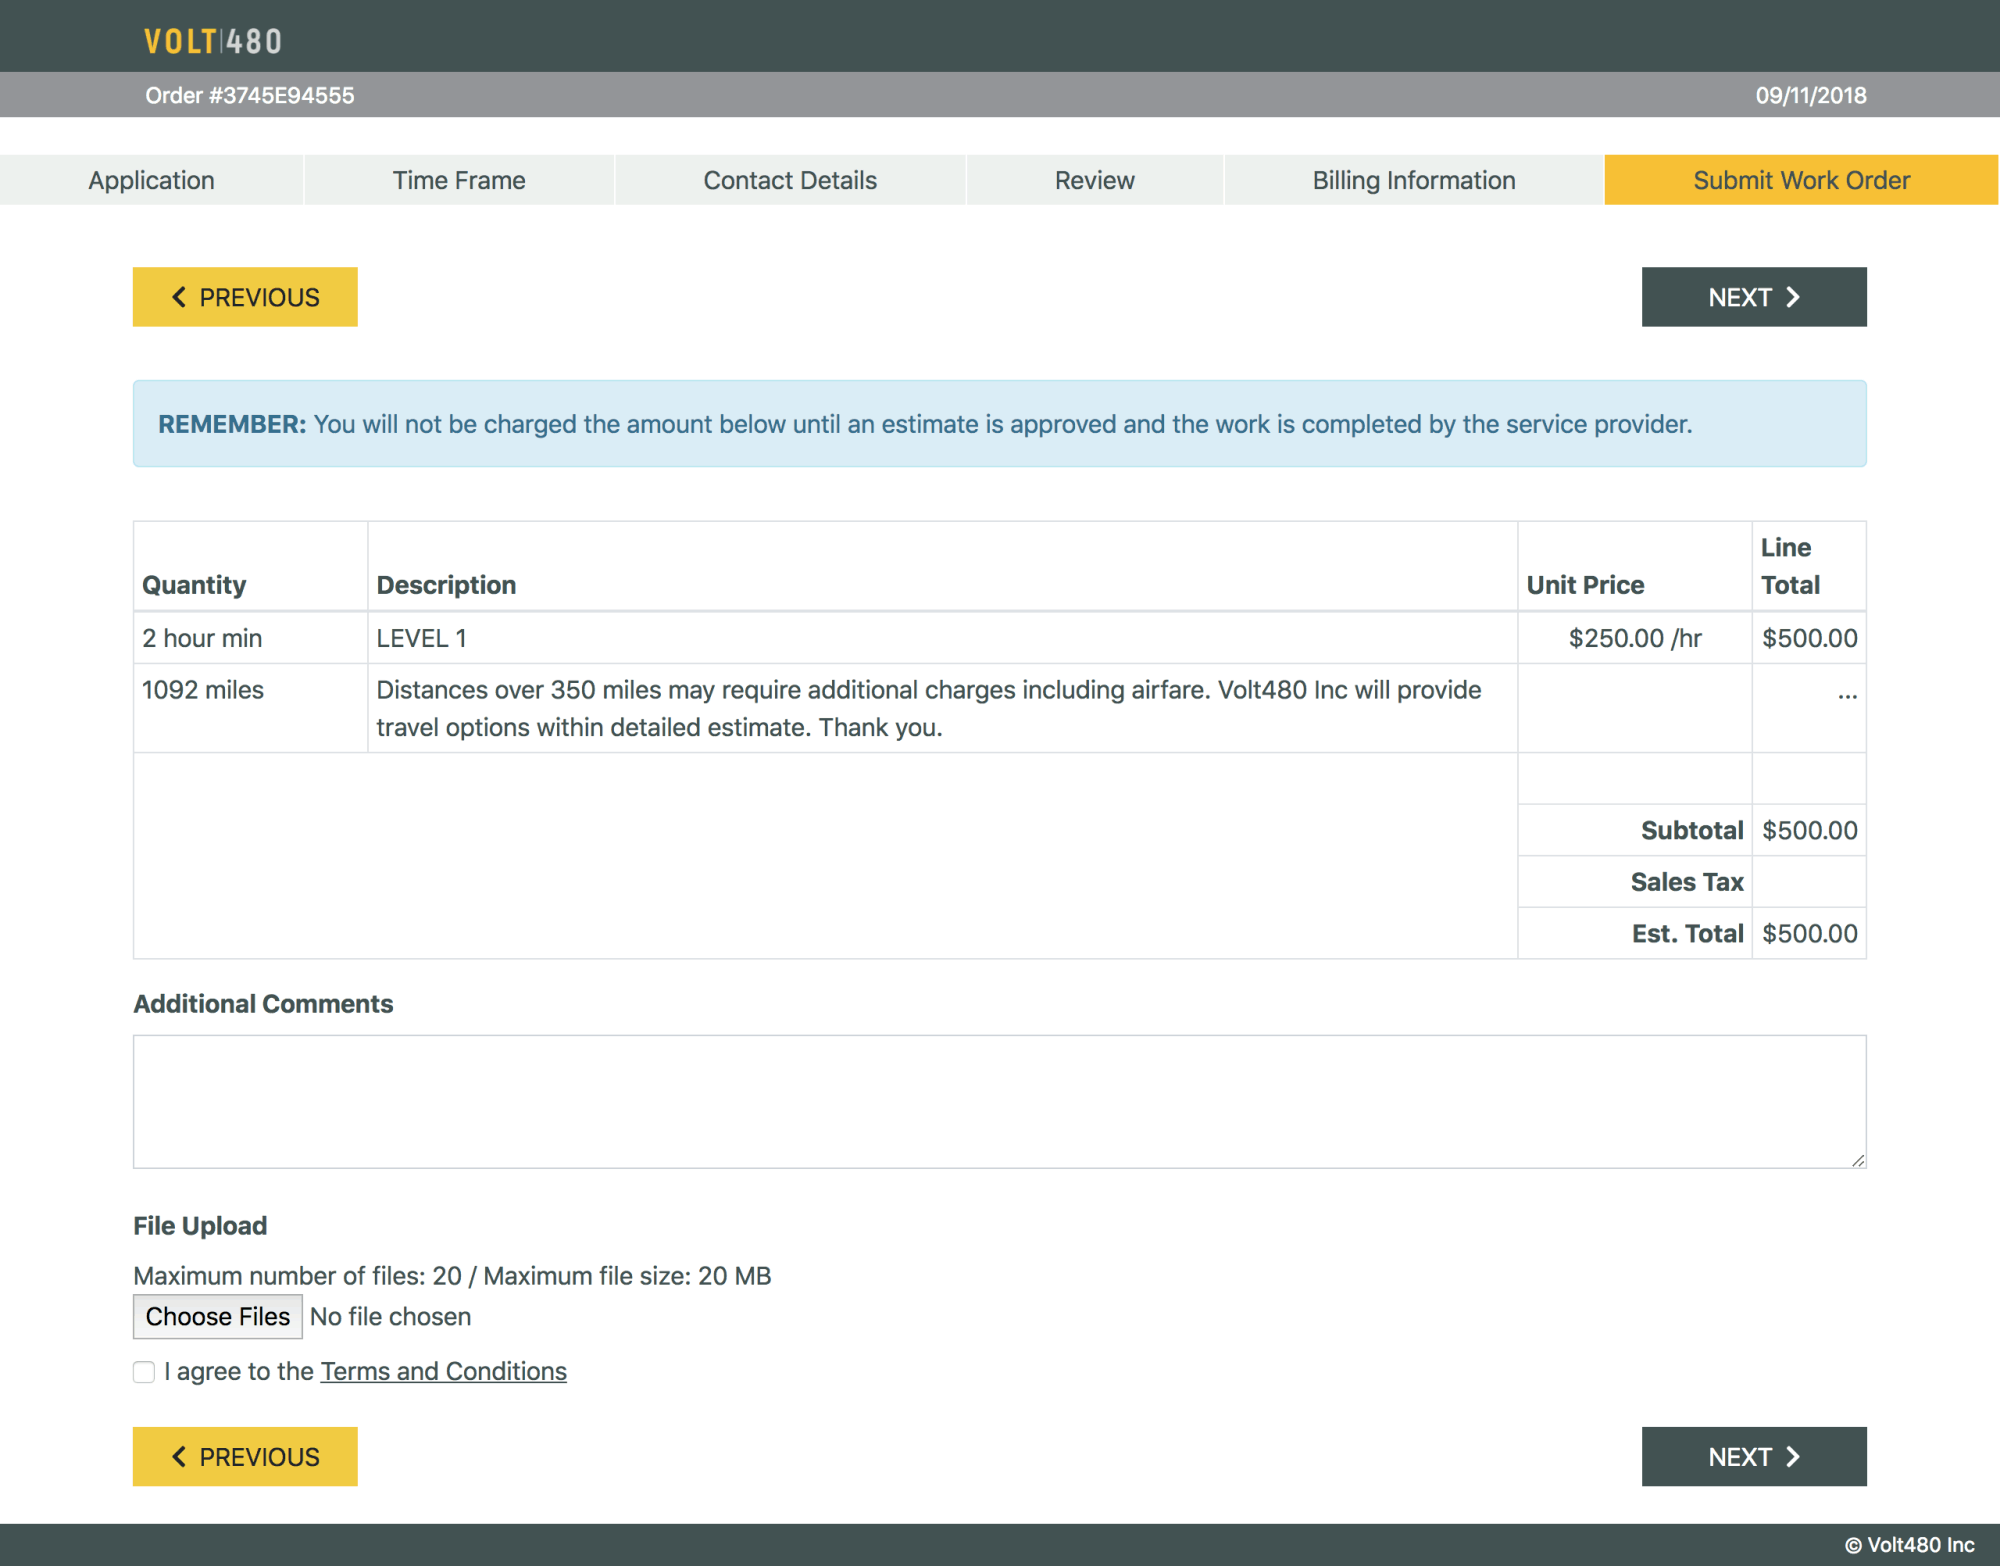 VOLT|480
Order #3745E94555 09/11/2018
Application Time Frame Contact Details Review Billing Information Submit Work Order
PREVIOUS NEXT
REMEMBER: You will not be charged the amount below until an estimate is approved and the work is completed by the service provider.
Quantity Description Unit Price Line Total
2 hour min LEVEL 1 $250.00 /hr $500.00
1092 miles Distances over 350 miles may require additional charges including airfare. Volt480 Inc will provide ...
travel options within detailed estimate. Thank you.
Subtotal $500.00
Sales Tax
Est. Total $500.00
Additional Comments
File Upload
Maximum number of files: 20 / Maximum file size: 20 MB
Choose Files No file chosen
I agree to the Terms and Conditions
PREVIOUS NEXT
© Volt480 Inc